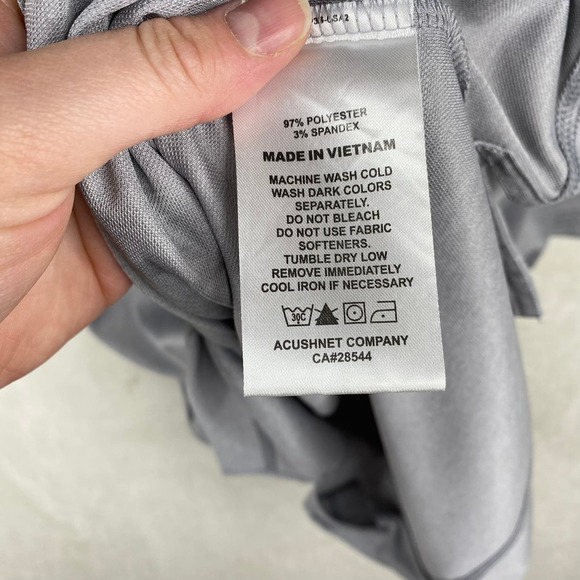 97% POLYESTER
3% SPANDEX
MADE IN VIETNAM
MACHINE WASH COLD
WASH DARK COLORS
SEPARATELY.
DO NOT BLEACH
DO NOT USE FABRIC
SOFTENERS.
TUMBLE DRY LOW
REMOVE IMMEDIATELY
COOL IRON IF NECESSARY
30C
ACUSHNET COMPANY
CA#28544